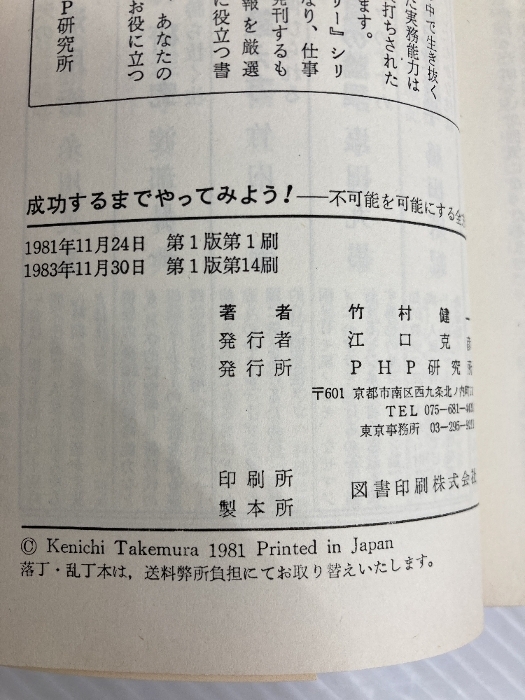 中で生き抜く
た実務能力は
打ちされた
ます。
リー』シリ
なり、仕事
発刊するも
報を厳選
に役立つ書
、あなたの
お役に立つ
P研究所
成功するまでやってみよう!——不可能を可能にする
1981年11月24日 第1版第1刷
1983年11月30日 第1版第14刷
著者 竹村健一
発行者 江口克彦
発行所 PHP研究所
〒601 京都市南区西九条北ノ内町
TEL 075-681-
東京事務所 03-295-
印刷所
製本所 図書印刷株式会社
© Kenichi Takemura 1981 Printed in Japan
落丁・乱丁本は,送料弊所負担にてお取り替えいたします。